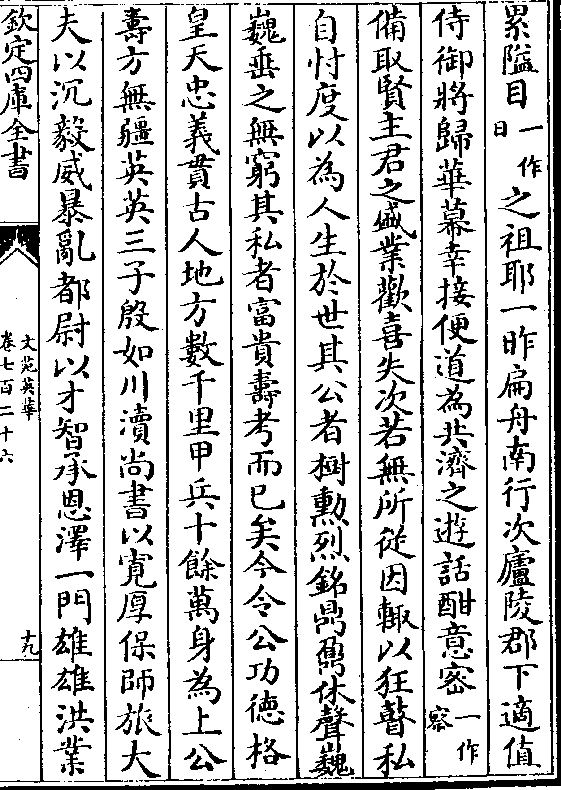 累隘目一作日之祖耶一昨扁舟南行次廬陵郡下適值
侍御將歸華幕幸接便道為共濟之遊話酣意密一作容
備取賢主君之盛業歡喜失次若無所從因輙以狂瞽私
自忖度以為人生於世其公者樹勲烈銘鼎鼐休聲巍
巍垂之無窮其私者富貴壽考而已矣今令公功徳格
皇天忠義貫古人地方數千里甲兵十餘萬身為上公
壽方無疆英英三子殷如川瀆尚書以寛厚保師旅大
夫以沉毅威暴亂都尉以才智承恩澤一門雄雄洪業
欽定四庫全書
文苑英華
卷七百二十六
十九